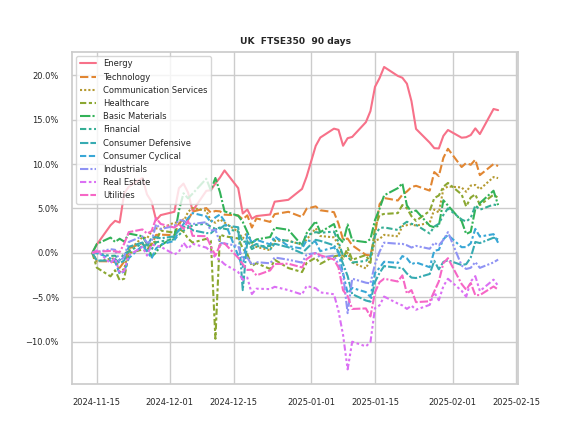 UK FTSE350 90 days
20.0%
15.0%
10.0%
5.0%
0.0%
−5.0%
−10.0%
Energy
Technology
Communication Services
Healthcare
Basic Materials
Financial
Consumer Defensive
Consumer Cyclical
Industrials
Real Estate
Utilities
2024-11-15
2024-12-01
2024-12-15
2025-01-01
2025-01-15
2025-02-01
2025-02-15